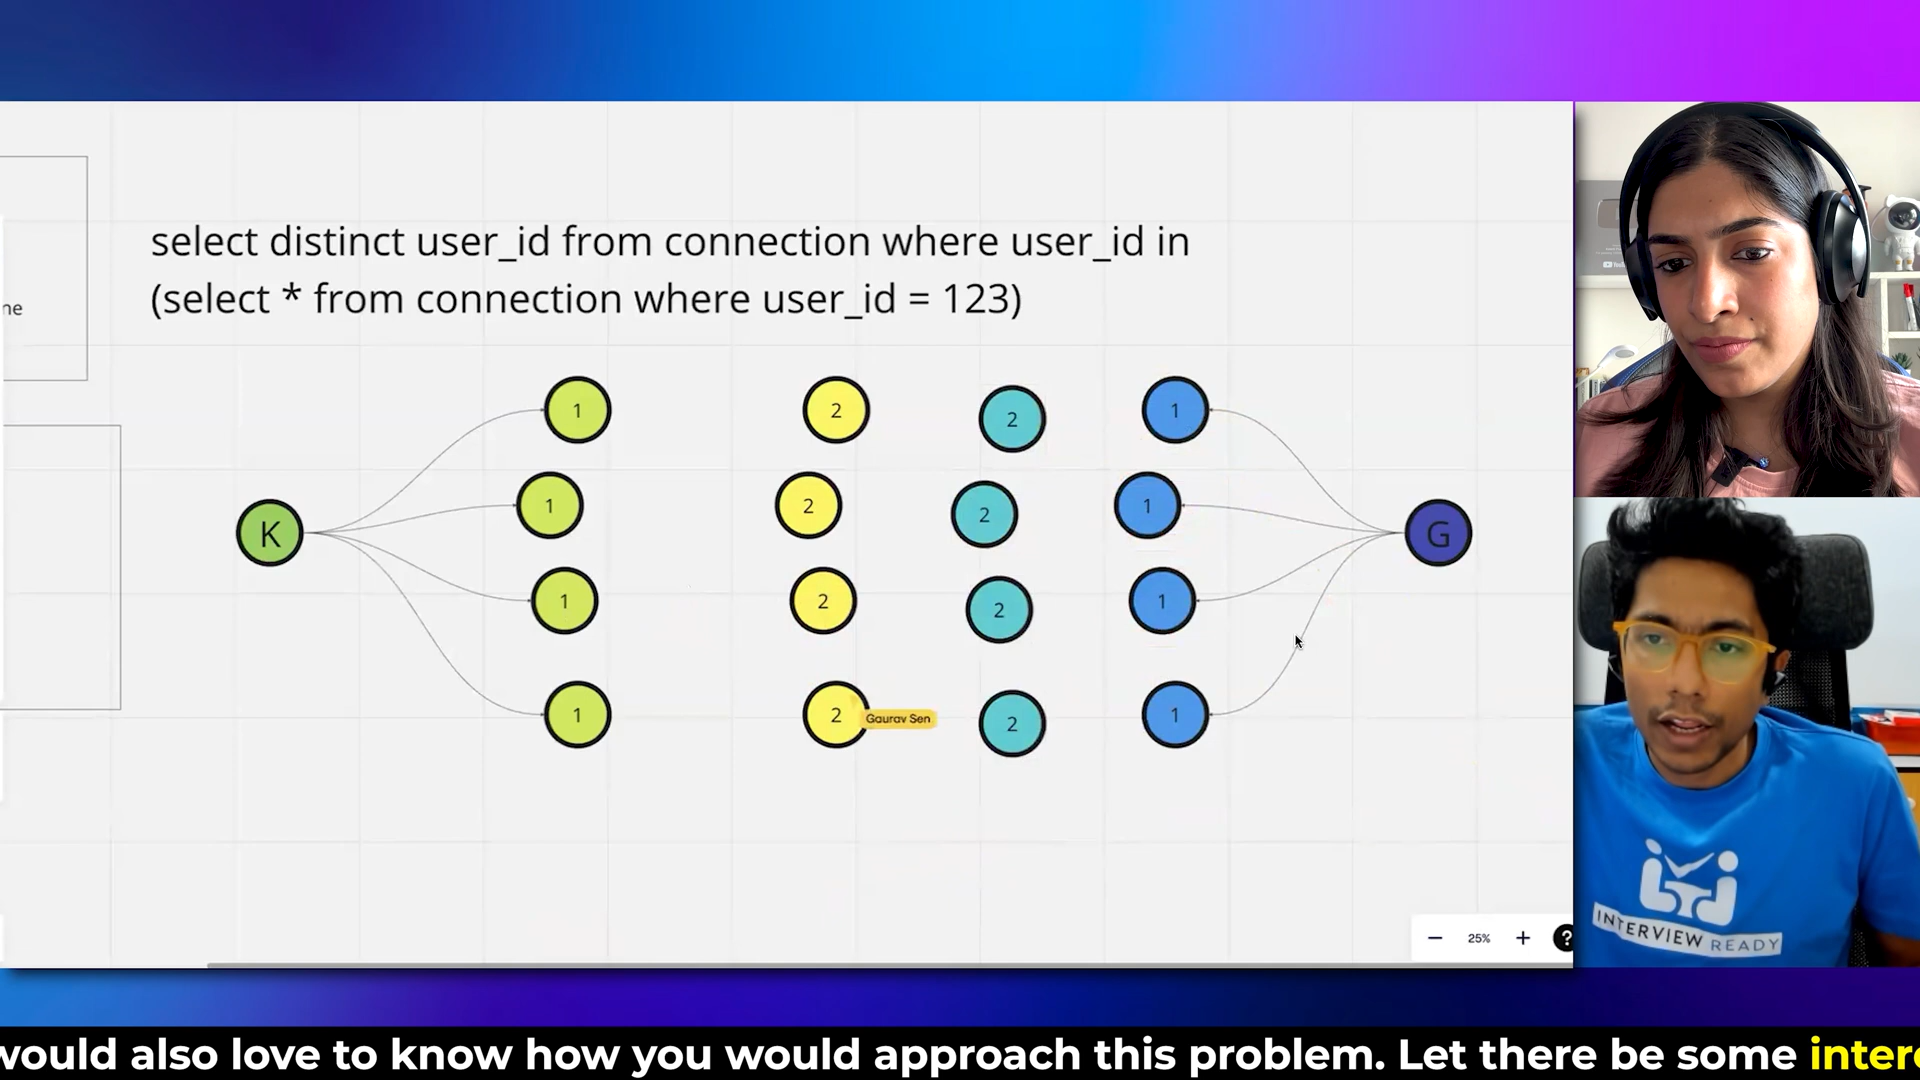 select distinct user_id from connection where user_id in
(select * from connection where user_id = 123)
ne
1
2
2
1
1
2
2
1
K
G
1
2
2
1
1
2
Gaurav Sen
2
1
INTERVIEW READY
25%
?
would also love to know how you would approach this problem. Let there be some intere